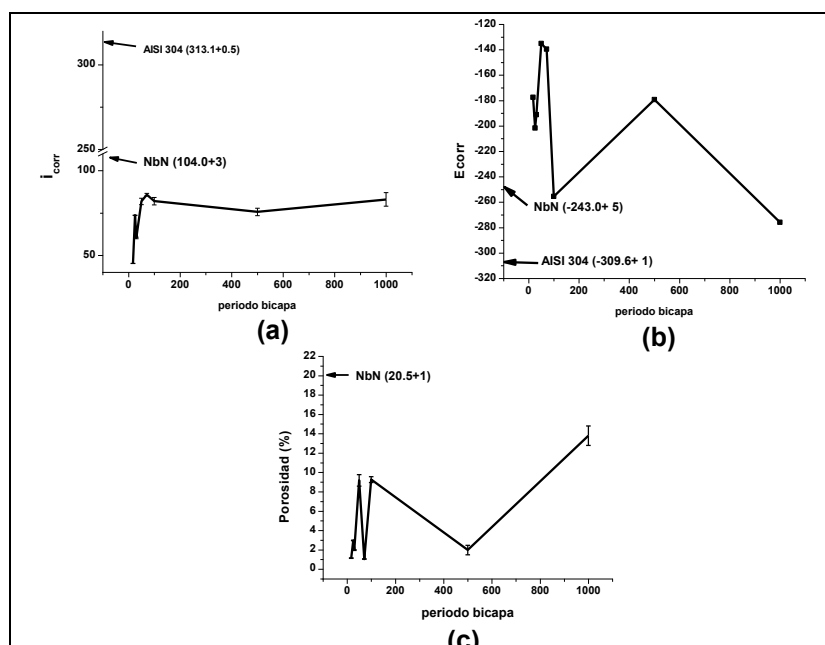 AISI 304 (313.1+0.5)
300
250
NbN (104.0+3)
100
50
i corr
0 200 400 600 800 1000
periodo bicapa
(a)
-120
-140
-160
-180
-200
-220
-240
-260
-280
-300
-320
Ecorr
NbN (-243.0+ 5)
AISI 304 (-309.6+ 1)
0 200 400 600 800 1000
periodo bicapa
(b)
22
20
18
16
14
12
10
8
6
4
2
0
Porosidad (%)
NbN (20.5+1)
0 200 400 600 800 1000
periodo bicapa
(c)